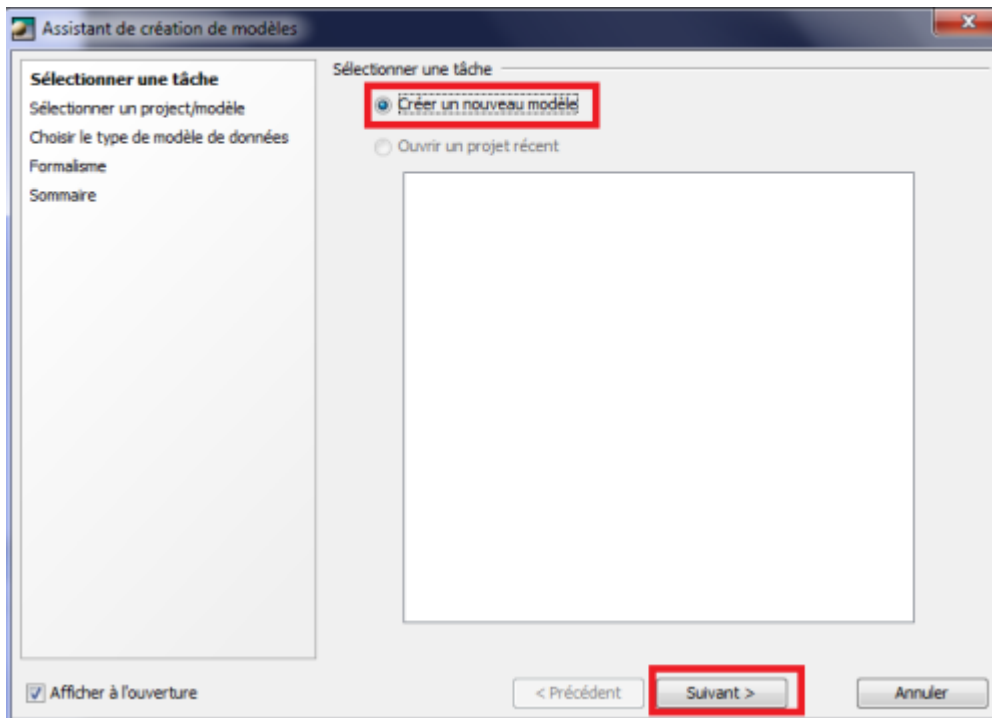 Assistant de création de modèles
Sélectionner une tâche
Sélectionner un project/modèle
Choisir le type de modèle de données
Formalisme
Sommaire
Sélectionner une tâche
Créer un nouveau modèle
Ouvrir un projet récent
Afficher à l'ouverture
< Précédent
Suivant >
Annuler